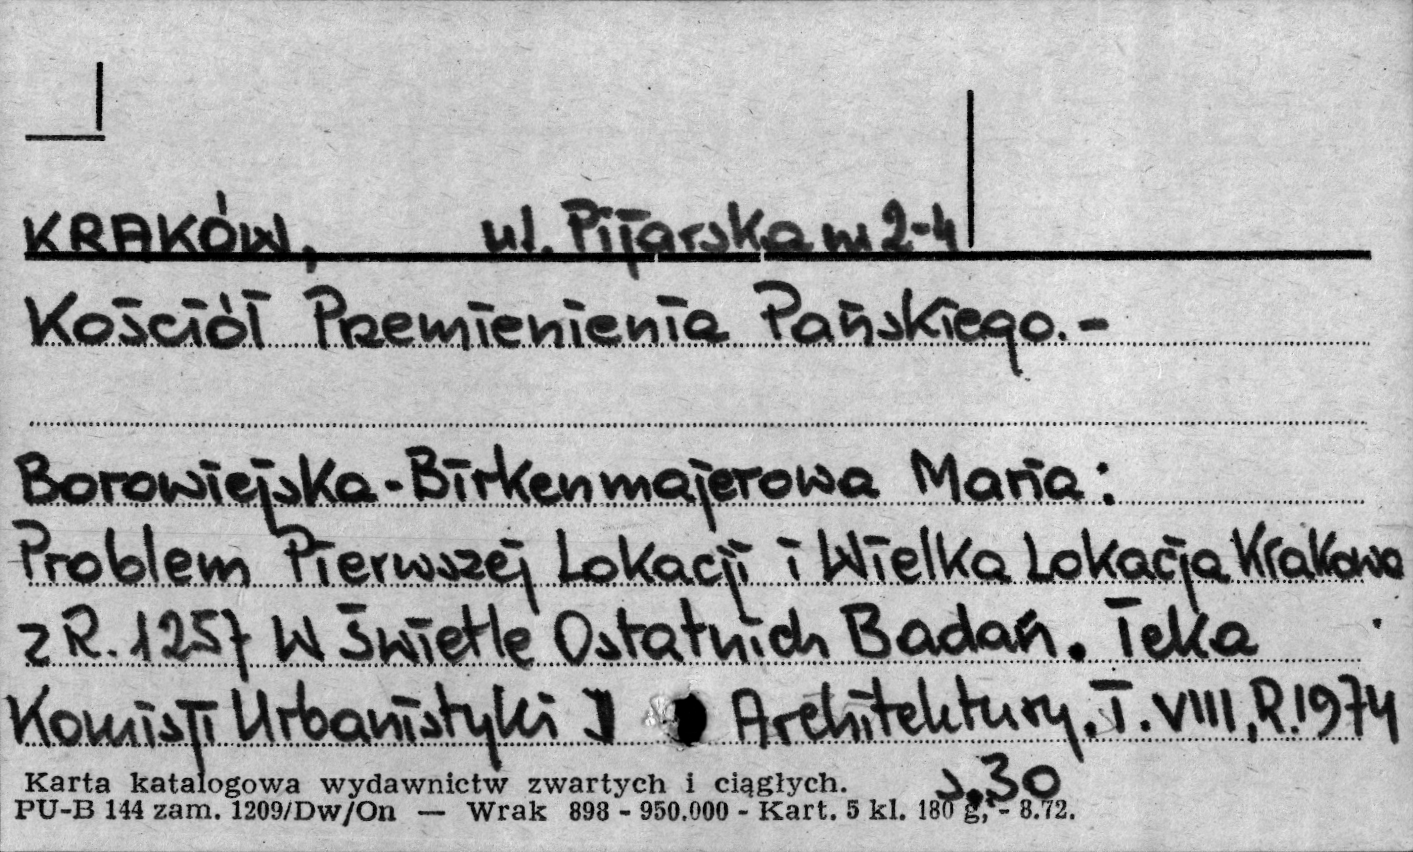 KRAKÓW, ul. Pijarska nr 2-4
Kościół Przemienienia Pańskiego.-
Borowiejska-Birkenmajerowa Maria:
Problem Pierwszej Lokacji i Wielka Lokacja Krakowa
z R. 1257 W Świetle Ostatnich Badań. Teka
Komisji Urbanistyki I Architektury, T. VIII, R. 1974
s. 30
Karta katalogowa wydawnictw zwartych i ciągłych.
PU-B 144 zam. 1209/Dw/On — Wrak 898 - 950.000 - Kart. 5 kl. 180 g, - 8.72.